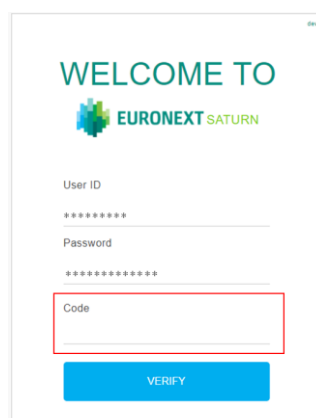 WELCOME TO
EURONEXT SATURN
User ID
*********
Password
*************
Code
VERIFY